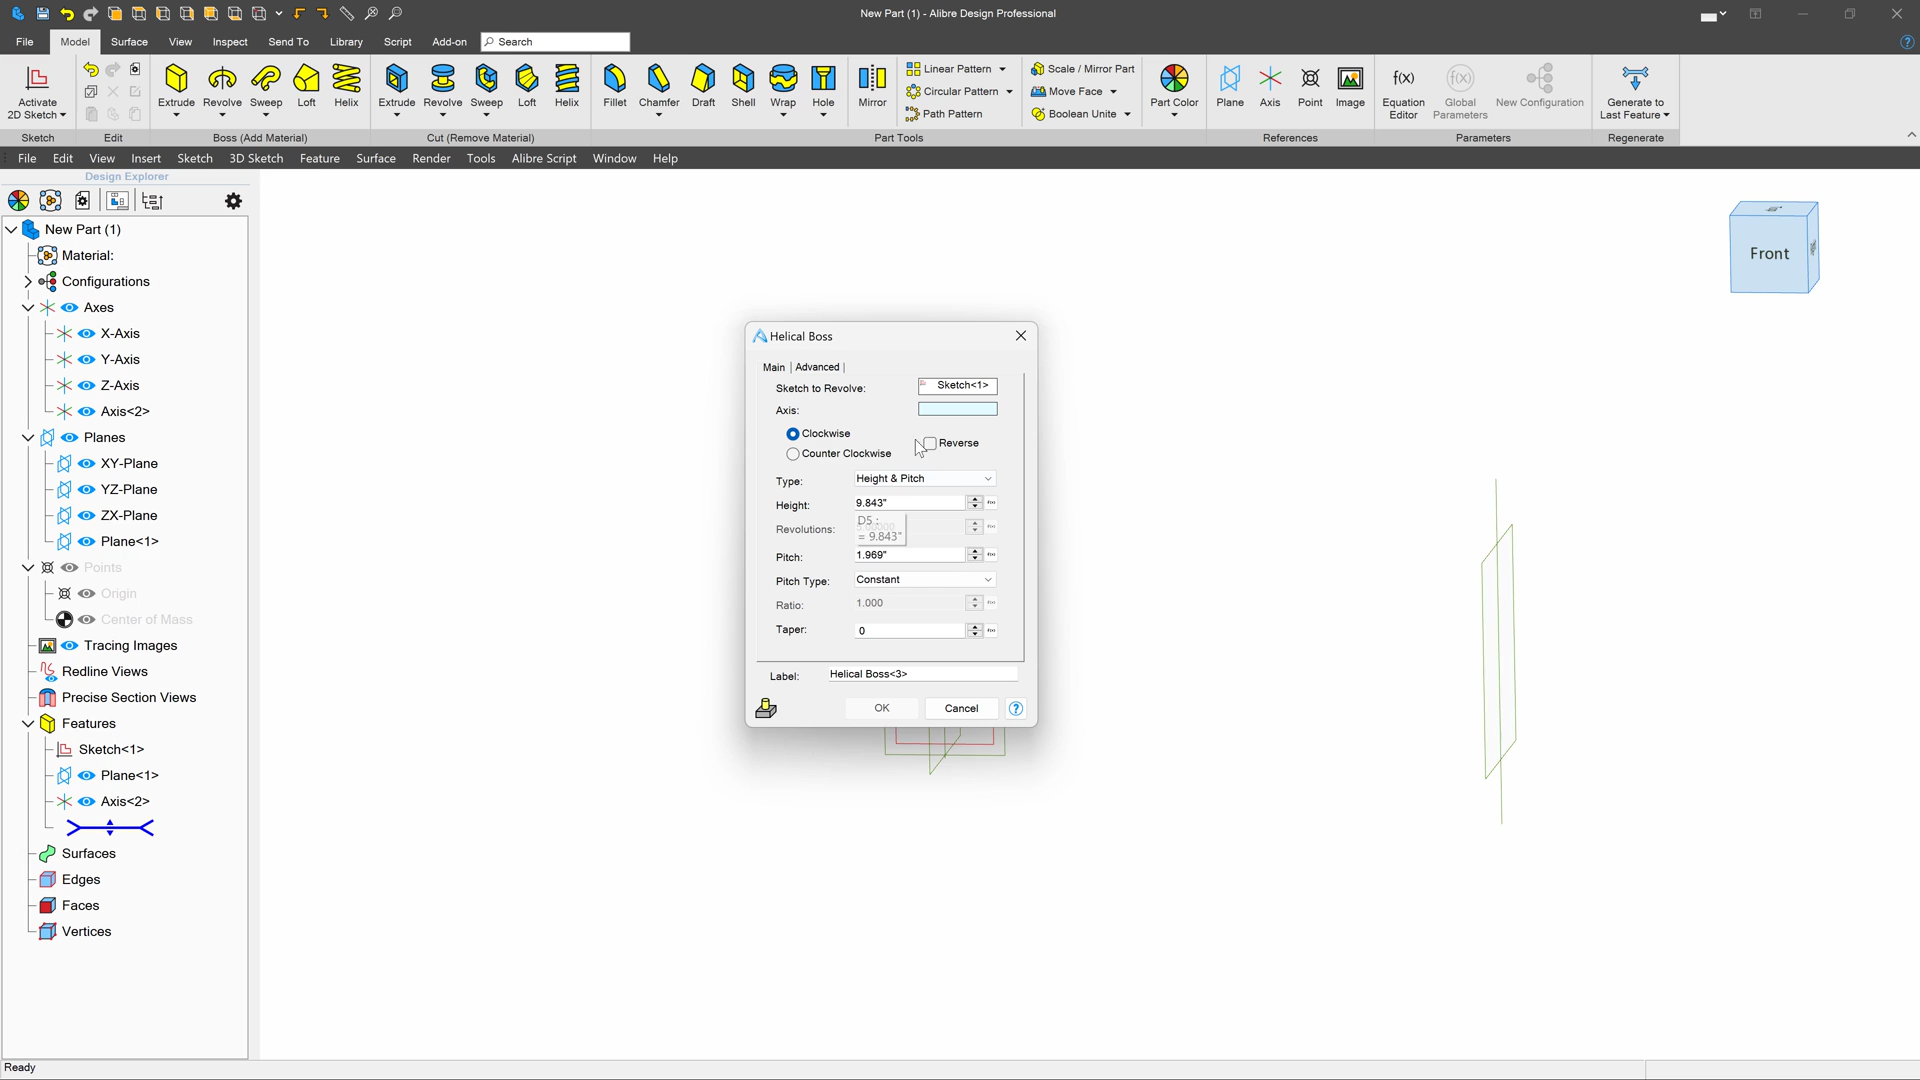 New Part (1) - Alibre Design Professional
File Model Surface View Inspect Send To Library Script Add-on Search
Activate
2D Sketch
Extrude Revolve Sweep Loft Helix
Extrude Revolve Sweep Loft Helix
Fillet Chamfer Draft Shell Wrap Hole Mirror
Linear Pattern
Circular Pattern
Path Pattern
Scale / Mirror Part
Move Face
Boolean Unite
Part Color
Plane Axis Point Image
f(x)
Equation
Editor
f(x)
Global
Parameters
New Configuration
Generate to
Last Feature
Sketch Edit Boss (Add Material) Cut (Remove Material) Part Tools References Parameters Regenerate
File Edit View Insert Sketch 3D Sketch Feature Surface Render Tools Alibre Script Window Help
Design Explorer
New Part (1)
Material:
Configurations
Axes
X-Axis
Y-Axis
Z-Axis
Axis<2>
Planes
XY-Plane
YZ-Plane
ZX-Plane
Plane<1>
Points
Origin
Center of Mass
Tracing Images
Redline Views
Precise Section Views
Features
Sketch<1>
Plane<1>
Axis<2>
Surfaces
Edges
Faces
Vertices
Front
Helical Boss
Main Advanced
Sketch to Revolve: Sketch<1>
Axis:
Clockwise
Reverse
Counter Clockwise
Type: Height & Pitch
Height: 9.843"
Revolutions:
D5 :
= 9.843"
Pitch: 1.969"
Pitch Type: Constant
Ratio: 1.000
Taper: 0
Label: Helical Boss<3>
OK Cancel
Ready